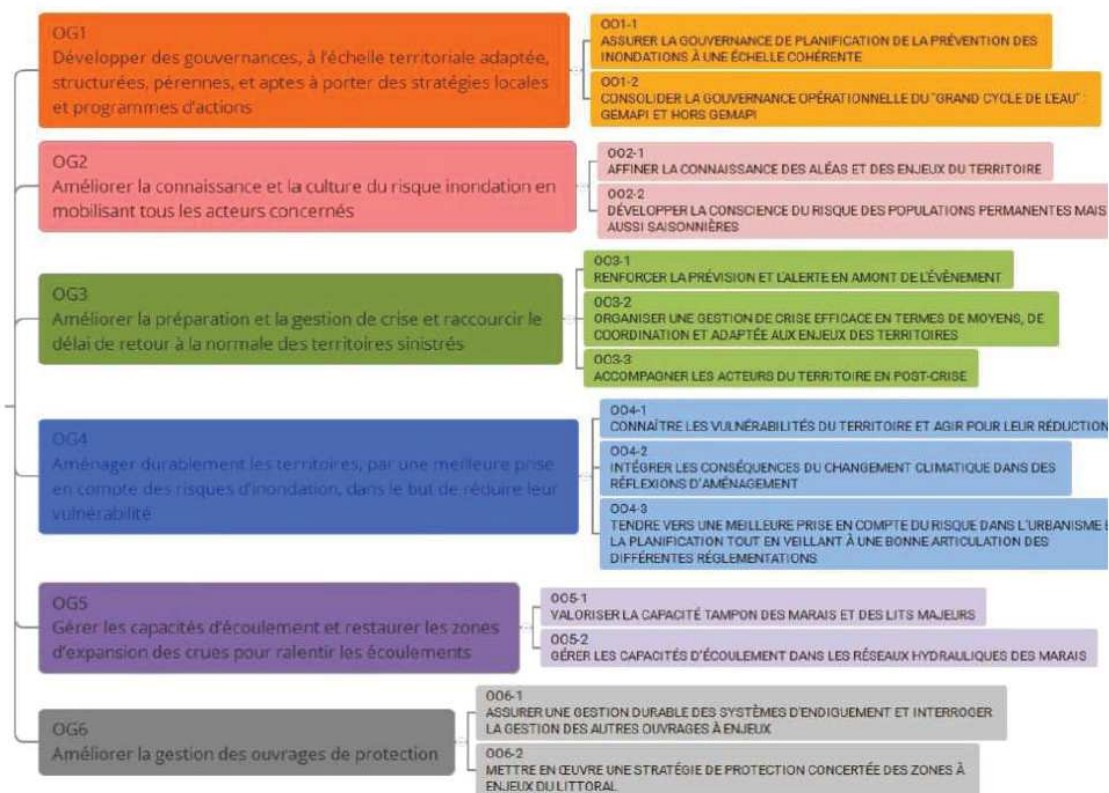 OG1
Développer des gouvernances, à l'échelle territoriale adaptée,
structurées, pérennes, et aptes à porter des stratégies locales
et programmes d'actions
OO1-1
ASSURER LA GOUVERNANCE DE PLANIFICATION DE LA PRÉVENTION DES
INONDATIONS À UNE ÉCHELLE COHÉRENTE
OO1-2
CONSOLIDER LA GOUVERNANCE OPÉRATIONNELLE DU "GRAND CYCLE DE L'EAU" :
GEMAPI ET HORS GEMAPI
OG2
Améliorer la connaissance et la culture du risque inondation en
mobilisant tous les acteurs concernés
OO2-1
AFFINER LA CONNAISSANCE DES ALÉAS ET DES ENJEUX DU TERRITOIRE
OO2-2
DÉVELOPPER LA CONSCIENCE DU RISQUE DES POPULATIONS PERMANENTES MAIS
AUSSI SAISONNIÈRES
OG3
Améliorer la préparation et la gestion de crise et raccourcir le
délai de retour à la normale des territoires sinistrés
OO3-1
RENFORCER LA PRÉVISION ET L'ALERTE EN AMONT DE L'ÉVÈNEMENT
OO3-2
ORGANISER UNE GESTION DE CRISE EFFICACE EN TERMES DE MOYENS, DE
COORDINATION ET ADAPTÉE AUX ENJEUX DES TERRITOIRES
OO3-3
ACCOMPAGNER LES ACTEURS DU TERRITOIRE EN POST-CRISE
OG4
Aménager durablement les territoires, par une meilleure prise
en compte des risques d'inondation, dans le but de réduire leur
vulnérabilité
OO4-1
CONNAÎTRE LES VULNÉRABILITÉS DU TERRITOIRE ET AGIR POUR LEUR RÉDUCTION
OO4-2
INTÉGRER LES CONSÉQUENCES DU CHANGEMENT CLIMATIQUE DANS DES
RÉFLEXIONS D'AMÉNAGEMENT
OO4-3
TENDRE VERS UNE MEILLEURE PRISE EN COMPTE DU RISQUE DANS L'URBANISME
LA PLANIFICATION TOUT EN VEILLANT À UNE BONNE ARTICULATION DES
DIFFÉRENTES RÉGLEMENTATIONS
OG5
Gérer les capacités d'écoulement et restaurer les zones
d'expansion des crues pour ralentir les écoulements
OO5-1
VALORISER LA CAPACITÉ TAMPON DES MARAIS ET DES LITS MAJEURS
OO5-2
GÉRER LES CAPACITÉS D'ÉCOULEMENT DANS LES RÉSEAUX HYDRAULIQUES DES MARAIS
OG6
Améliorer la gestion des ouvrages de protection
OO6-1
ASSURER UNE GESTION DURABLE DES SYSTÈMES D'ENDIGUEMENT ET INTERROGER
LA GESTION DES AUTRES OUVRAGES À ENJEUX
OO6-2
METTRE EN ŒUVRE UNE STRATÉGIE DE PROTECTION CONCERTÉE DES ZONES À
ENJEU DU LITTORAL